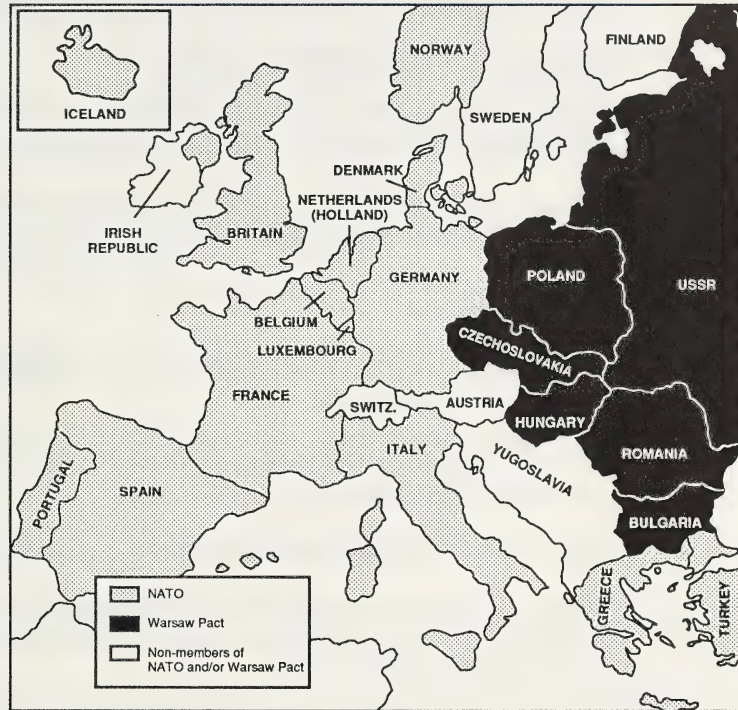 ICELAND
NORWAY
FINLAND
SWEDEN
DENMARK
NETHERLANDS
(HOLLAND)
IRISH
REPUBLIC
BRITAIN
GERMANY
POLAND
USSR
BELGIUM
LUXEMBOURG
CZECHOSLOVAKIA
FRANCE
SWITZ.
AUSTRIA
HUNGARY
ITALY
YUGOSLAVIA
ROMANIA
PORTUGAL
SPAIN
BULGARIA
GREECE
TURKEY
NATO
Warsaw Pact
Non-members of
NATO and/or Warsaw Pact